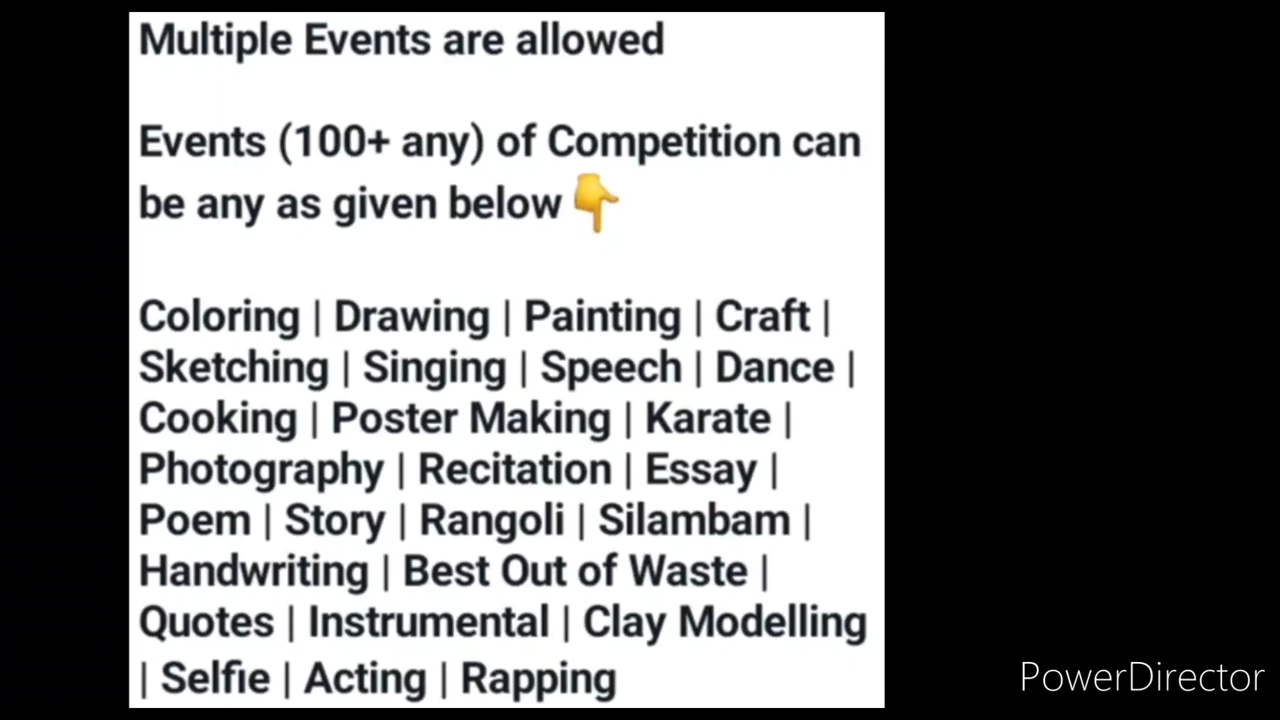 Multiple Events are allowed
Events (100+ any) of Competition can
be any as given below 👇
Coloring | Drawing | Painting | Craft |
Sketching | Singing | Speech | Dance |
Cooking | Poster Making | Karate |
Photography | Recitation | Essay |
Poem | Story | Rangoli | Silambam |
Handwriting | Best Out of Waste |
Quotes | Instrumental | Clay Modelling
| Selfie | Acting | Rapping
PowerDirector